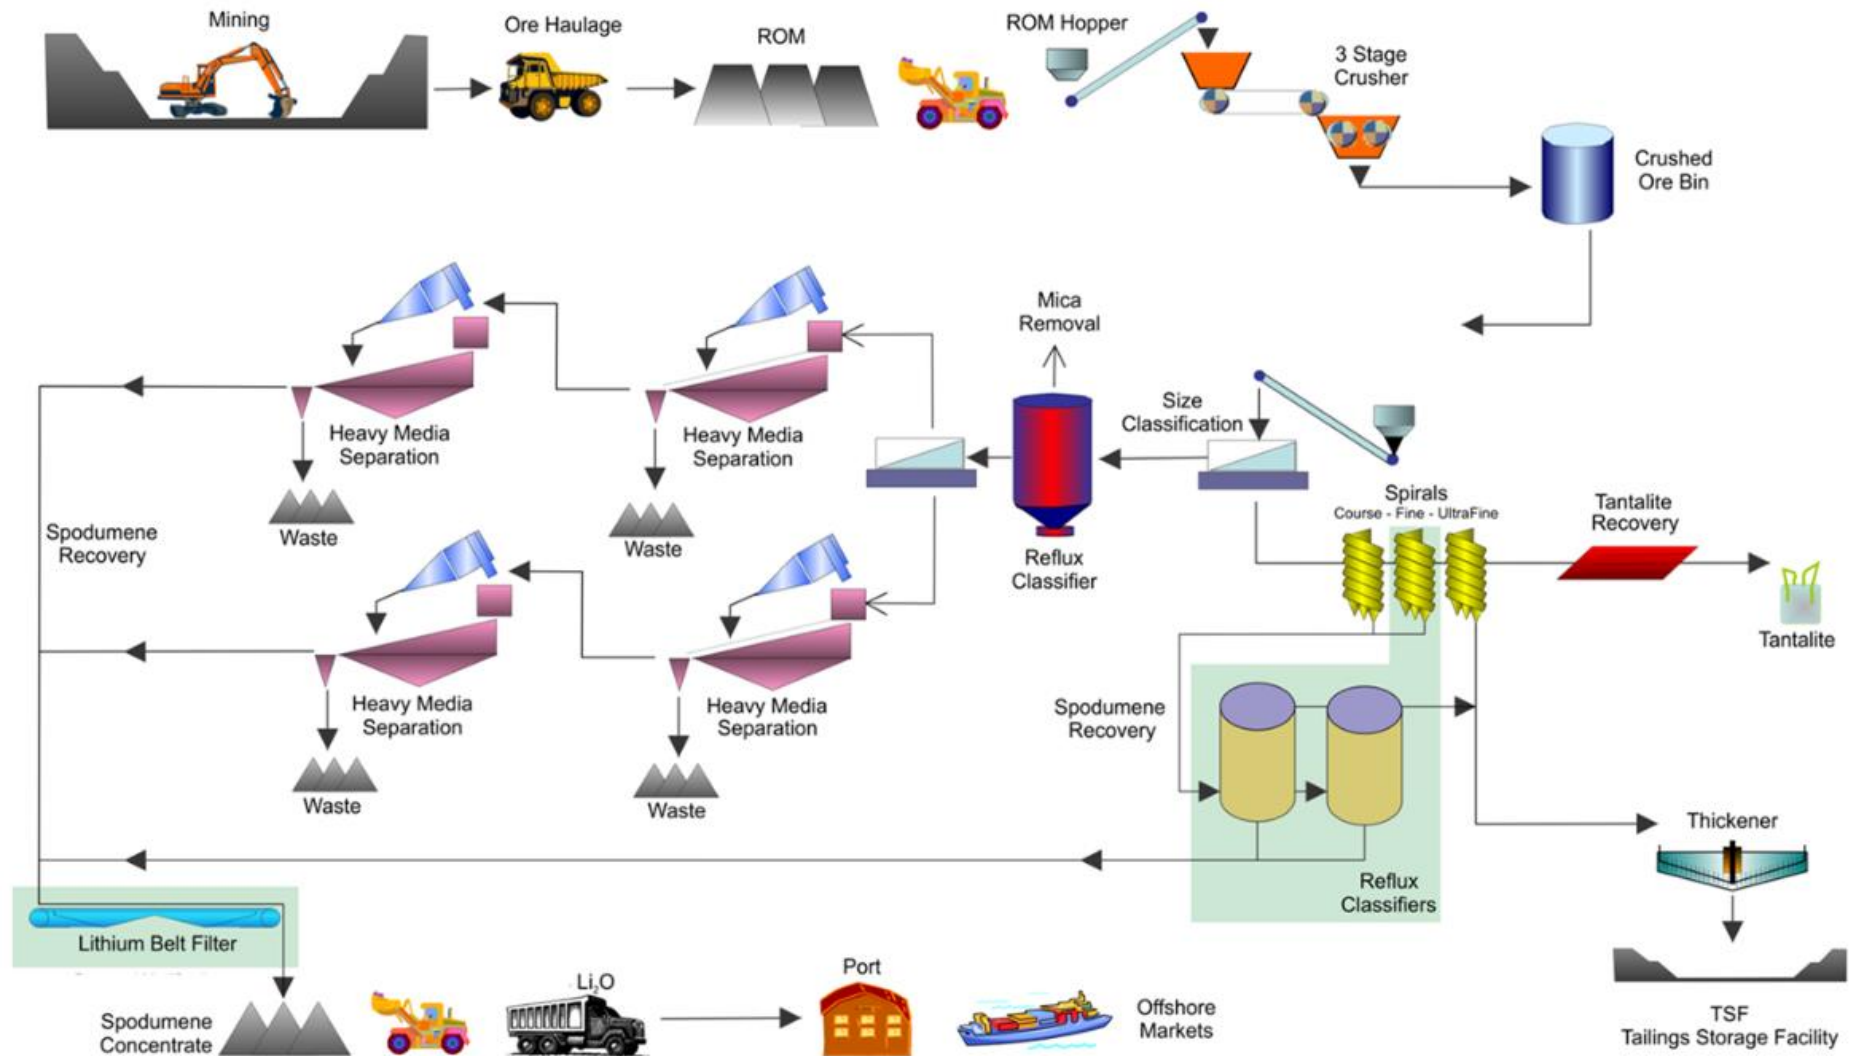 Mining
Ore Haulage
ROM
ROM Hopper
3 Stage
Crusher
Crushed
Ore Bin
Mica
Removal
Size
Classification
Heavy Media
Separation
Heavy Media
Separation
Waste
Waste
Reflux
Classifier
Spirals
Course - Fine - UltraFine
Tantalite
Recovery
Tantalite
Spodumene
Recovery
Heavy Media
Separation
Heavy Media
Separation
Waste
Waste
Spodumene
Recovery
Reflux
Classifiers
Thickener
Lithium Belt Filter
Spodumene
Concentrate
Li2O
Port
Offshore
Markets
TSF
Tailings Storage Facility